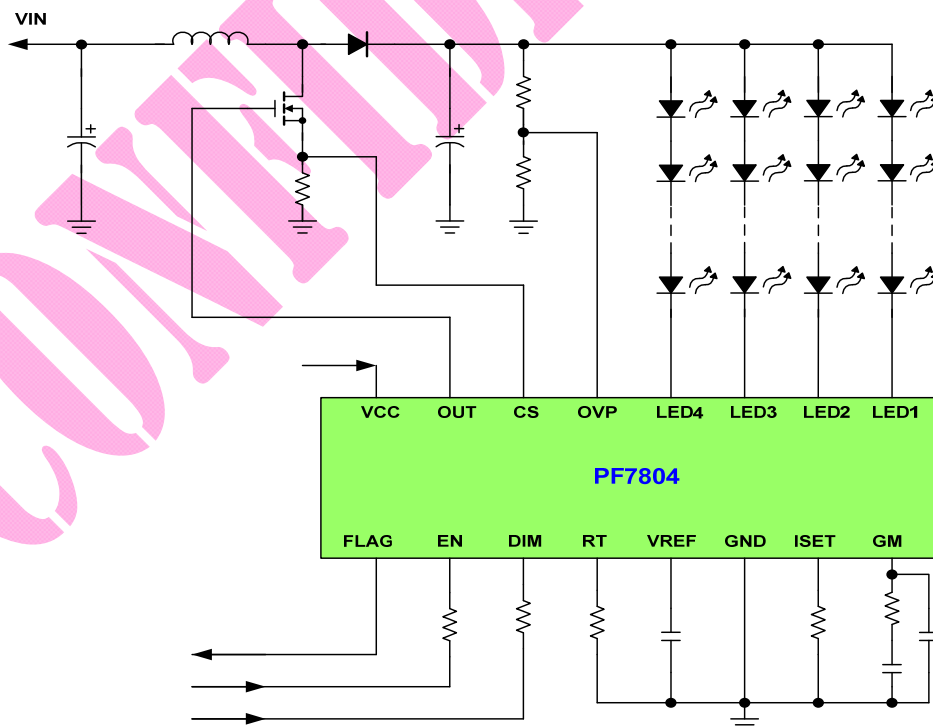 VIN
VCC OUT CS OVP LED4 LED3 LED2 LED1
PF7804
FLAG EN DIM RT VREF GND ISET GM